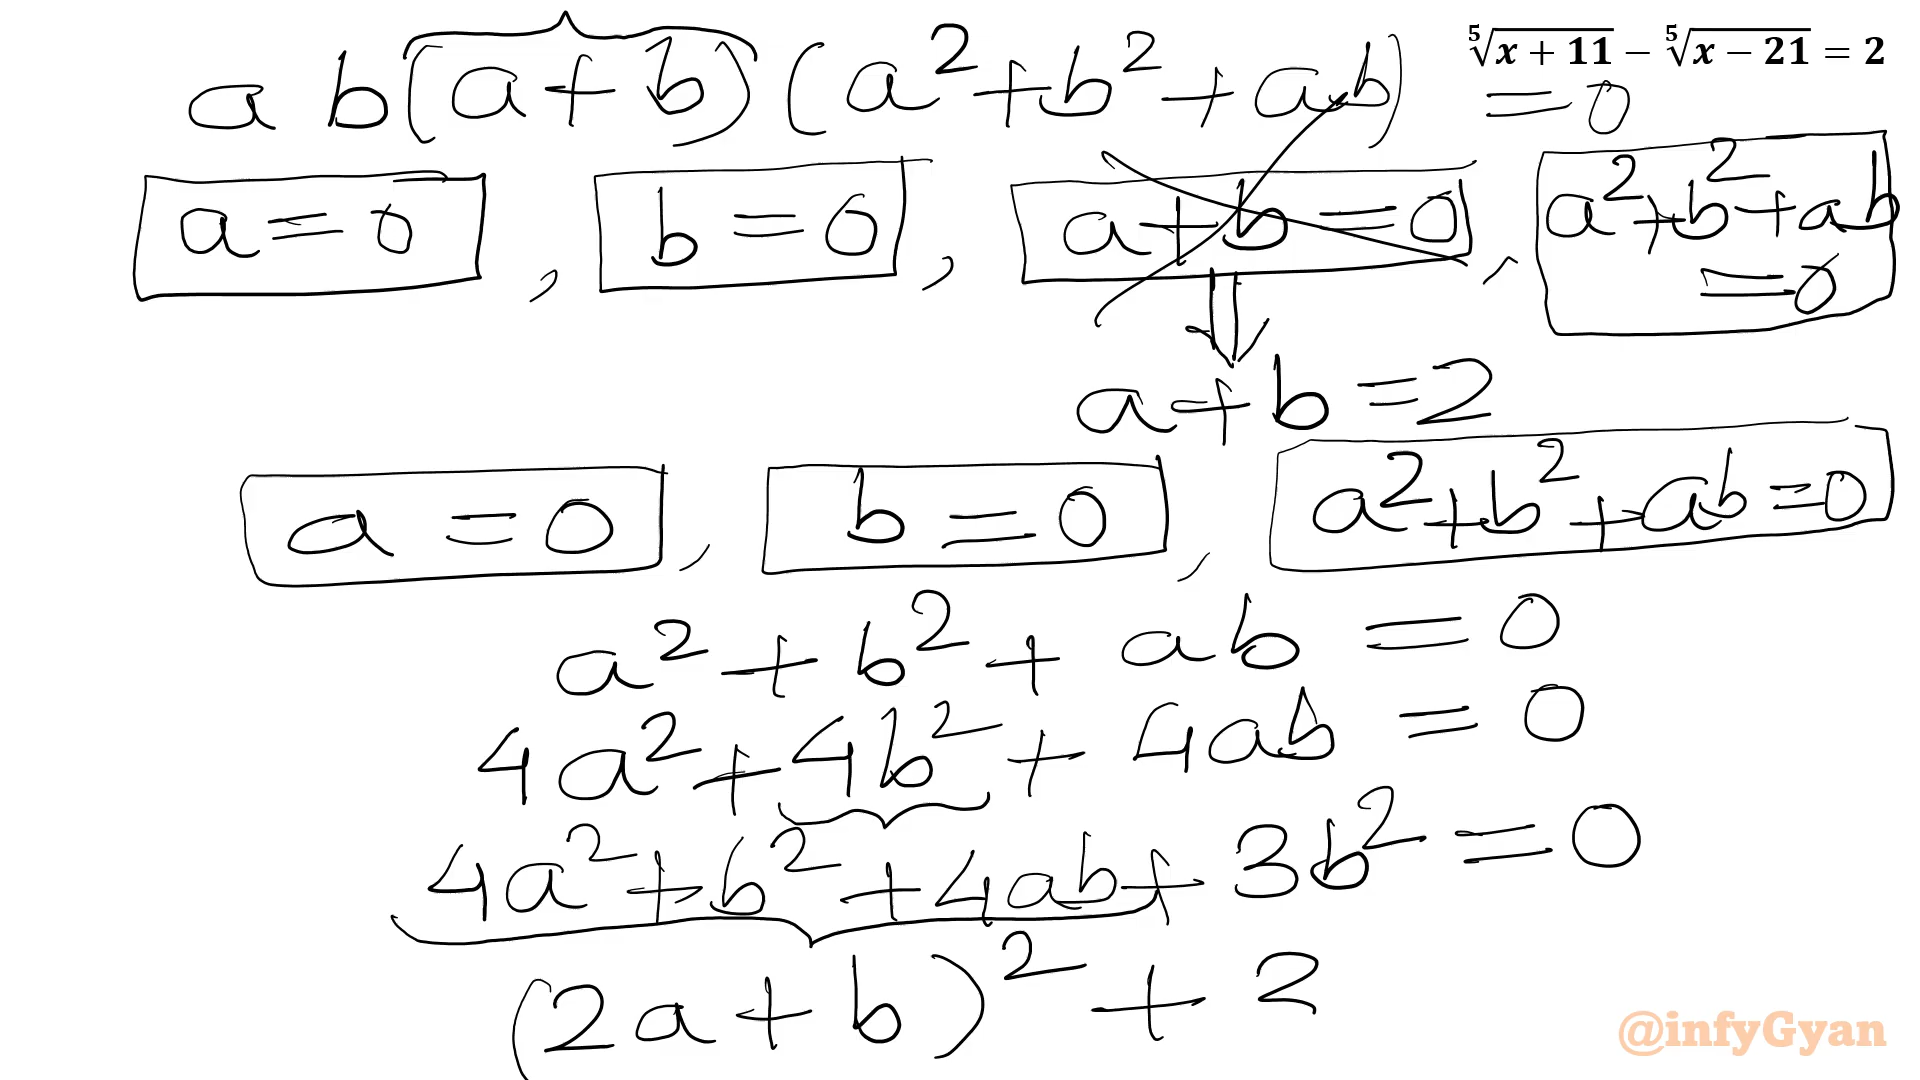 ab(a+b)(a²+b²+ab) = 0
⁵√x + 11 − ⁵√x − 21 = 2
a = 0 , b = 0 , a+b = 0 , a²+b²+ab = 0
a+b = 2
a = 0 , b = 0 , a²+b²+ab = 0
a² + b² + ab = 0
4a² + 4b² + 4ab = 0
4a² + b² + 4ab + 3b² = 0
(2a + b)² + 2
@infyGyan